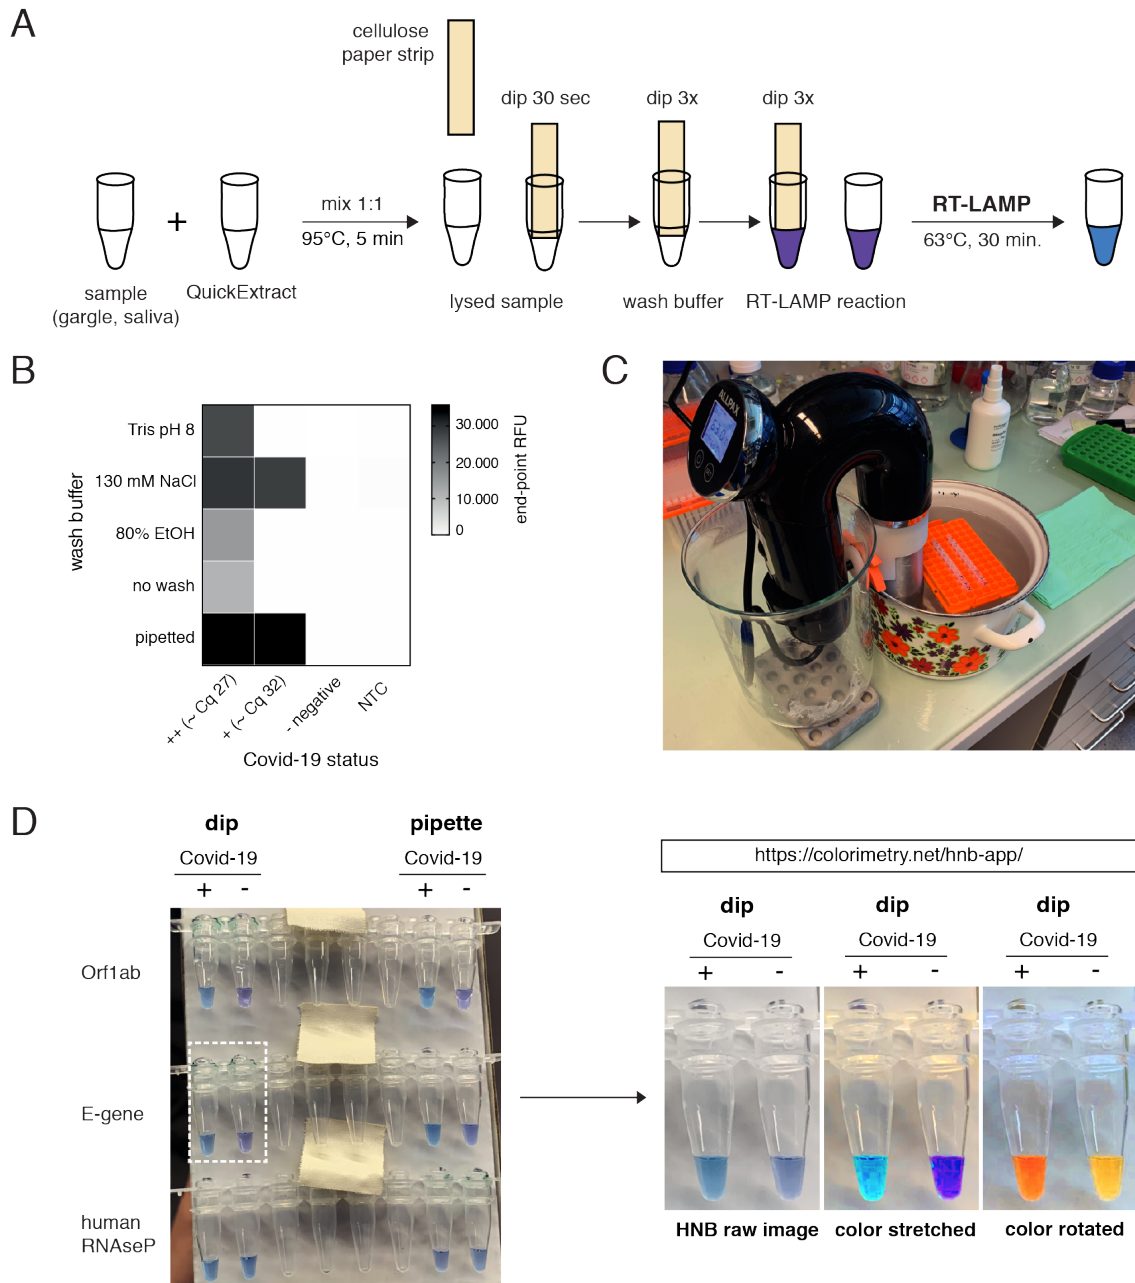 A
cellulose
paper strip
dip 30 sec
dip 3x
dip 3x
+
mix 1:1
95°C, 5 min
RT-LAMP
63°C, 30 min.
sample
(gargle, saliva)
QuickExtract
lysed sample
wash buffer
RT-LAMP reaction
B
wash buffer
Tris pH 8
130 mM NaCl
80% EtOH
no wash
pipetted
30.000
20.000
10.000
0
end-point RFU
++ (~ Cq 27)
+ (~ Cq 32)
- negative
NTC
Covid-19 status
C
ALLPAX
D
dip
pipette
Covid-19
Covid-19
+ -
+ -
Orf1ab
E-gene
human
RNAseP
https://colorimetry.net/hnb-app/
dip
dip
dip
Covid-19
Covid-19
Covid-19
+ -
+ -
+ -
HNB raw image
color stretched
color rotated